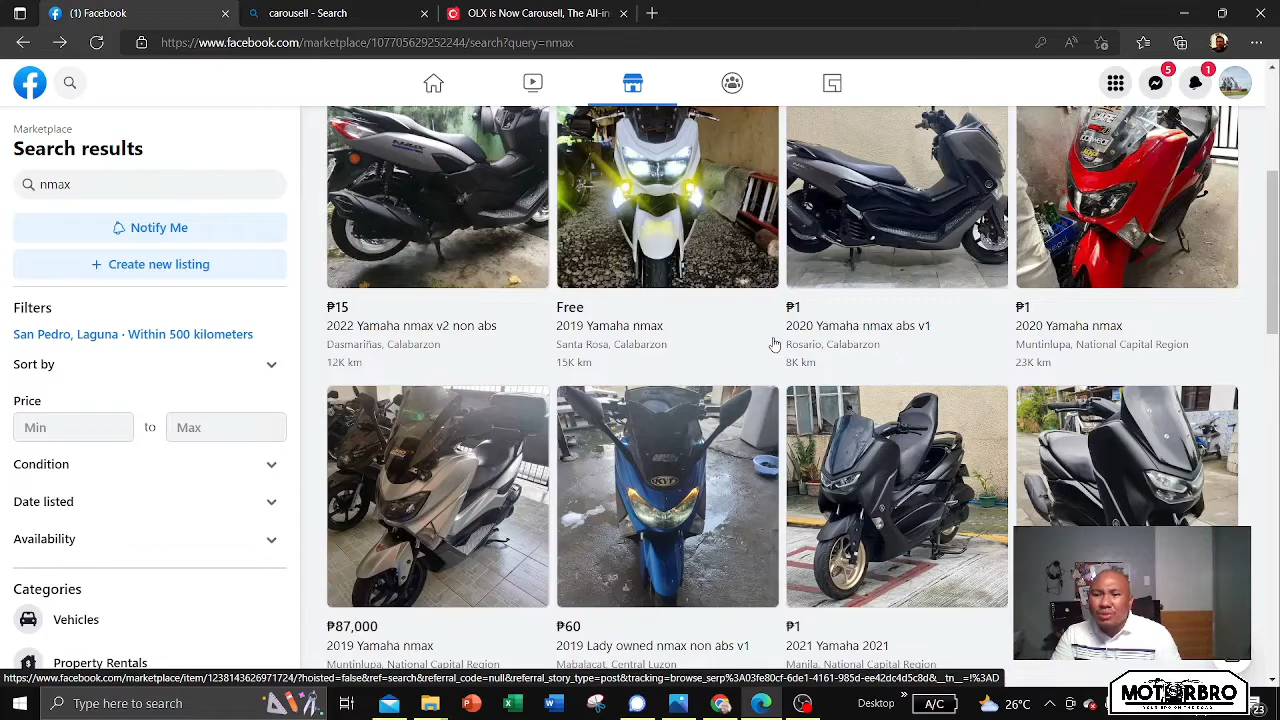 (1) Facebook
carousell - Search
OLX is Now Carousell, The All-in
https://www.facebook.com/marketplace/107705629252244/search?query=nmax
5
1
Marketplace
Search results
nmax
Notify Me
+ Create new listing
Filters
San Pedro, Laguna · Within 500 kilometers
Sort by
Price
Min
to
Max
Condition
Date listed
Availability
Categories
Vehicles
Property Rentals
₱15
2022 Yamaha nmax v2 non abs
Dasmariñas, Calabarzon
12K km
Free
2019 Yamaha nmax
Santa Rosa, Calabarzon
15K km
₱1
2020 Yamaha nmax abs v1
Rosario, Calabarzon
8K km
₱1
2020 Yamaha nmax
Muntinlupa, National Capital Region
23K km
KYT
₱87,000
2019 Yamaha nmax
Muntinlupa, National Capital Region
₱60
2019 Lady owned nmax non abs v1
Mabalacat, Central Luzon
₱1
2021 Yamaha 2021
Manila, National Capital Region
Type here to search
Desktop
A/C
26°C
MOTORBRO
23